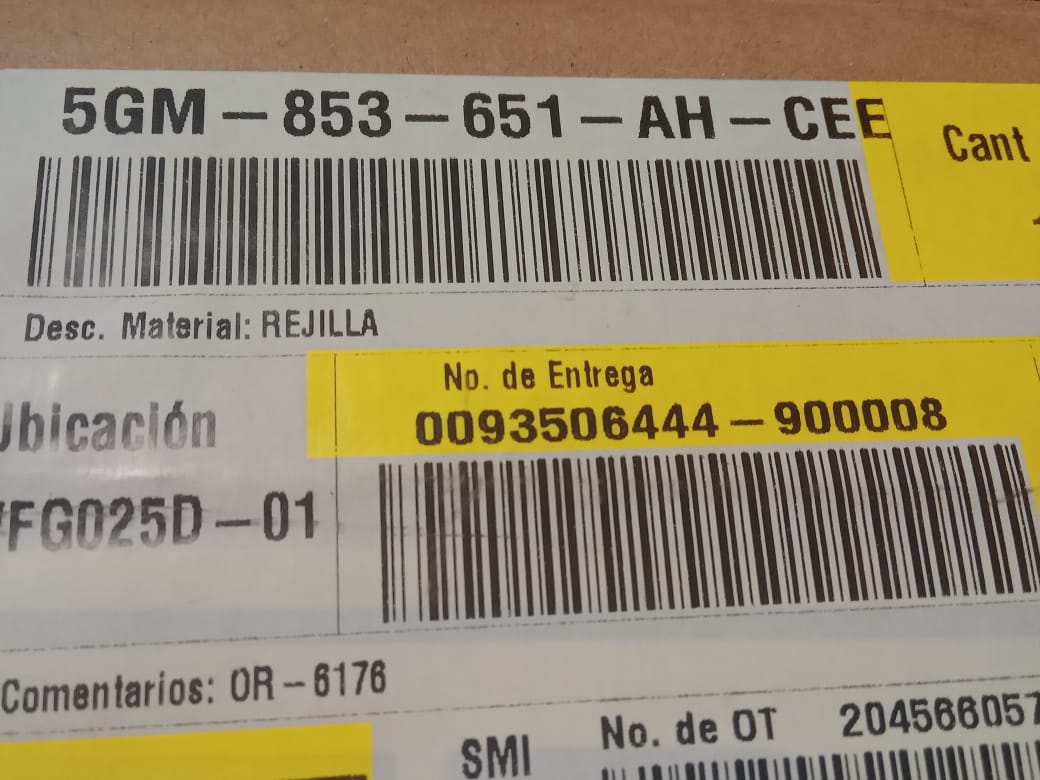 5GM-853-651-AH-CEE
Cant
Desc. Material: REJILLA
No. de Entrega
0093506444-900008
Ubicación
FG025D-01
Comentarios: OR-6176
SMI
No. de OT 204566057